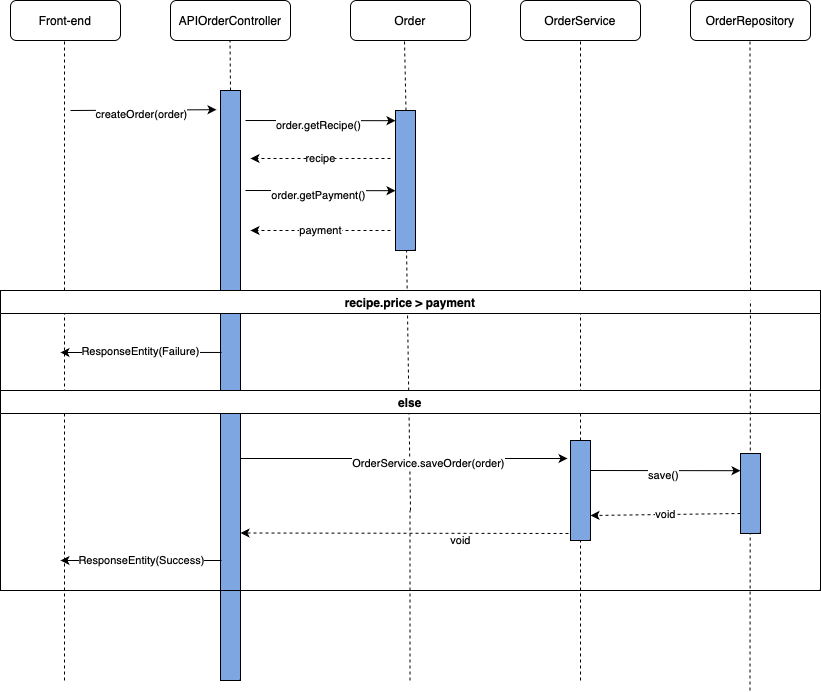 Front-end
APIOrderController
Order
OrderService
OrderRepository
createOrder(order)
order.getRecipe()
recipe
order.getPayment()
payment
recipe.price > payment
ResponseEntity(Failure)
else
OrderService.saveOrder(order)
save()
void
void
ResponseEntity(Success)